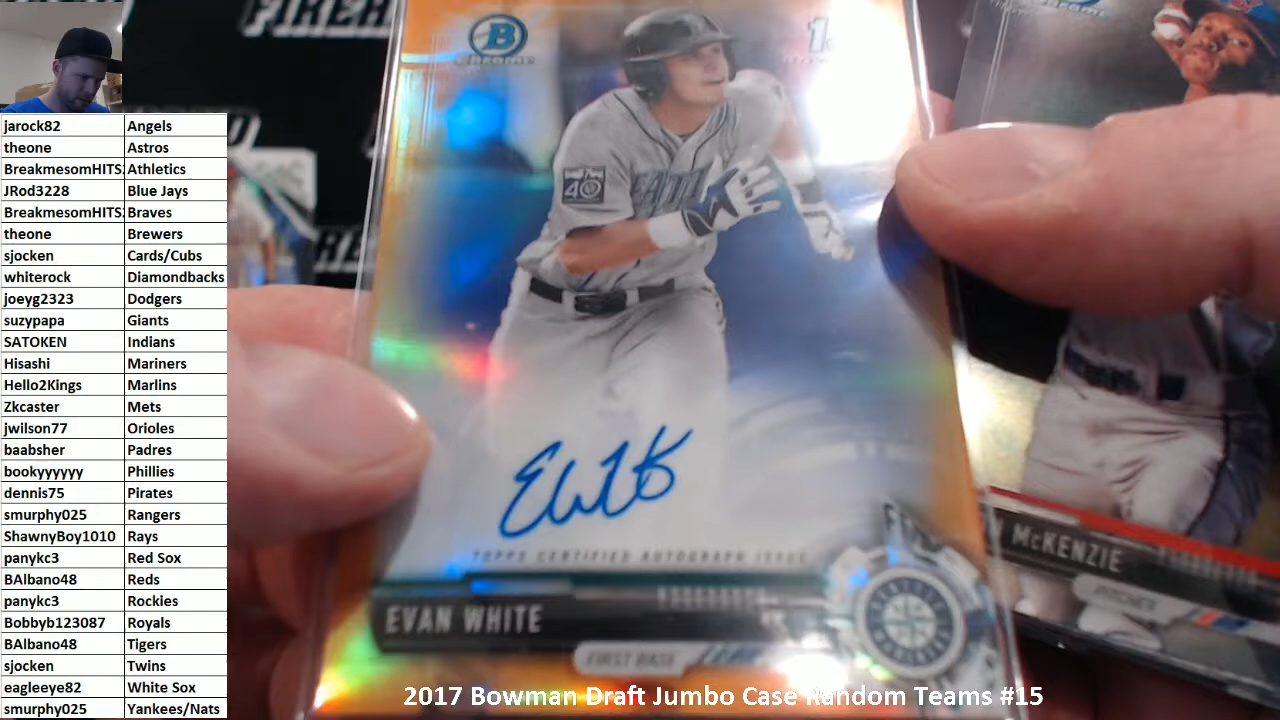 jarock82 Angels
theone Astros
BreakmesomHITS Athletics
JRod3228 Blue Jays
BreakmesomHITS Braves
theone Brewers
sjocken Cards/Cubs
whiterock Diamondbacks
joeyg2323 Dodgers
suzypapa Giants
SATOKEN Indians
Hisashi Mariners
Hello2Kings Marlins
Zkcaster Mets
jwilson77 Orioles
baabsher Padres
bookyyyyyy Phillies
dennis75 Pirates
smurphy025 Rangers
ShawnyBoy1010 Rays
panykc3 Red Sox
BAlbano48 Reds
panykc3 Rockies
Bobbyb123087 Royals
BAlbano48 Tigers
sjocken Twins
eagleeye82 White Sox
smurphy025 Yankees/Nats
B
CHROME
40
TOPPS CERTIFIED AUTOGRAPH ISSUE
EVAN WHITE
FIRST BASE
McKENZIE
PITCHER
2017 Bowman Draft Jumbo Case Random Teams #15